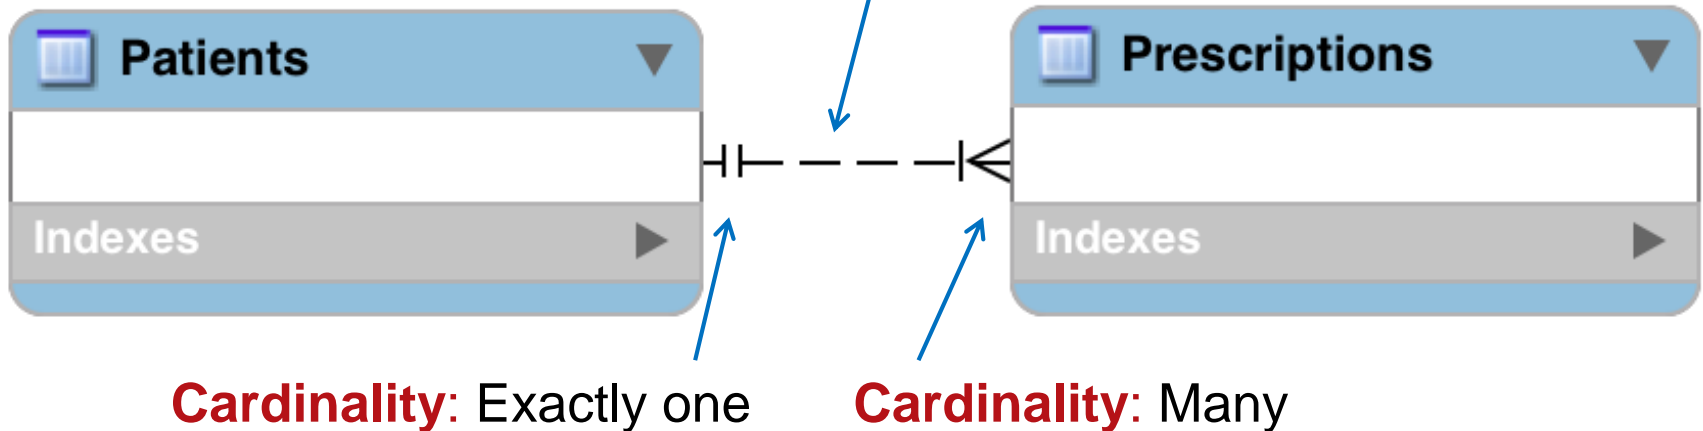 Patients
Prescriptions
Indexes
Indexes
Cardinality: Exactly one
Cardinality: Many